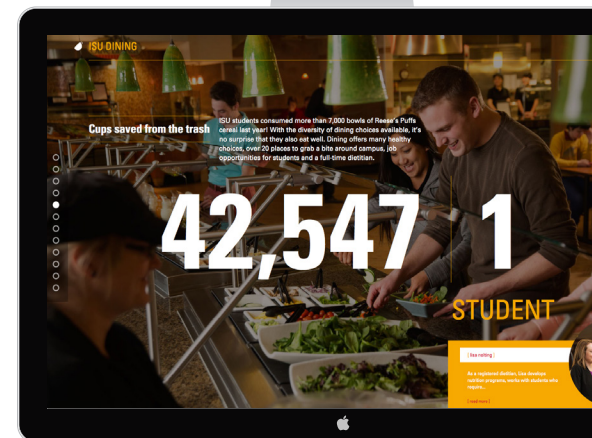 ISU DINING
Cups saved from the trash
ISU students consumed more than 7,000 bowls of Reese's Puffs
cereal last year! With the diversity of dining choices available, it's
no surprise that they also eat well. Dining offers many healthy
choices, over 20 places to grab a bite around campus, job
opportunities for students and a full-time dietitian.
42,547
1
STUDENT
[ lisa nolting ]
As a registered dietitian, Lisa develops
nutrition programs, works with students who
require...
[ read more ]